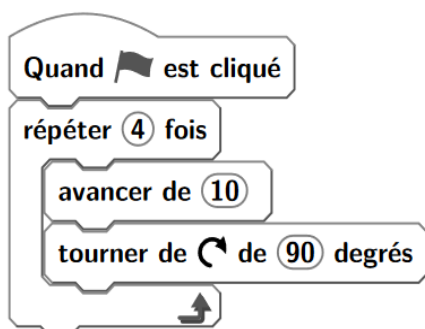 Quand est cliqué
répéter 4 fois
avancer de 10
tourner de de 90 degrés